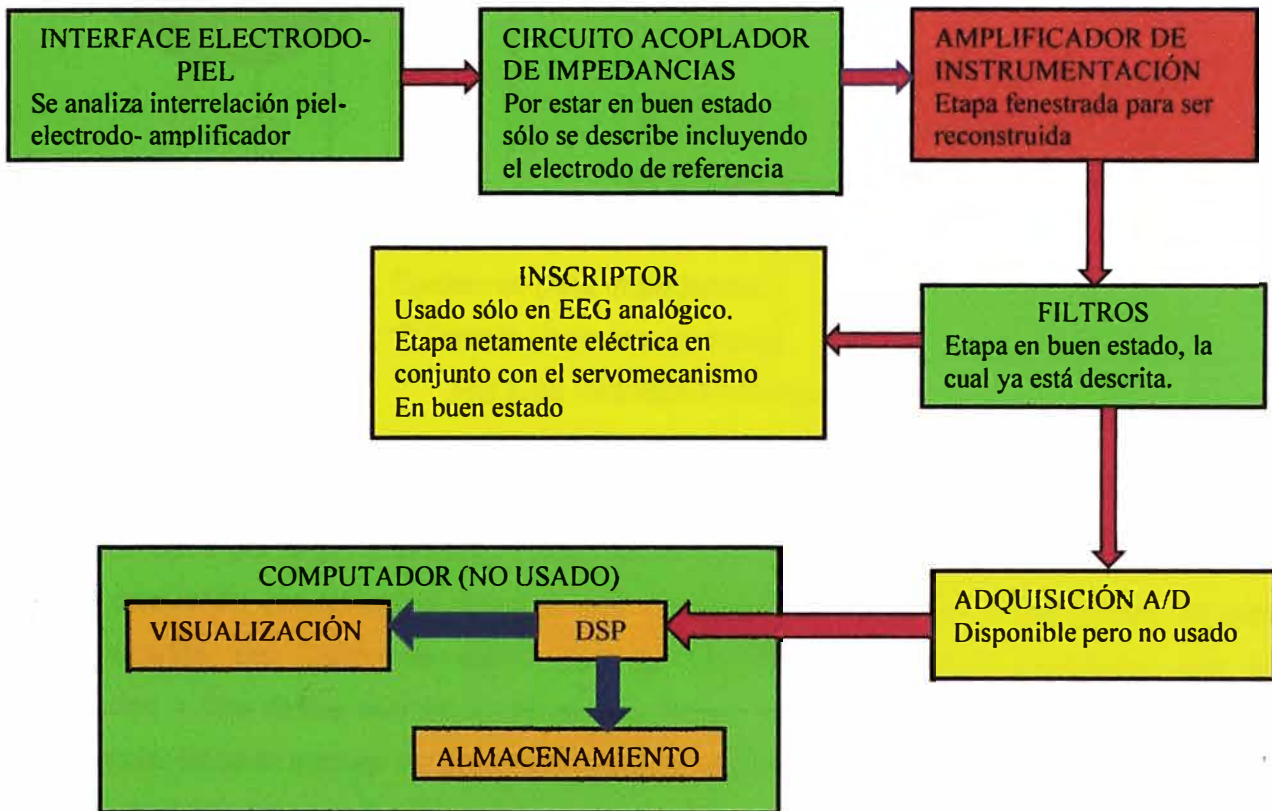 INTERFACE ELECTRODO-
PIEL
Se analiza interrelación piel-
electrodo- amplificador
CIRCUITO ACOPLADOR
DE IMPEDANCIAS
Por estar en buen estado
sólo se describe incluyendo
el electrodo de referencia
AMPLIFICADOR DE
INSTRUMENTACIÓN
Etapa fenestrada para ser
reconstruida
INSCRIPTOR
Usado sólo en EEG analógico.
Etapa netamente eléctrica en
conjunto con el servomecanismo
En buen estado
FILTROS
Etapa en buen estado, la
cual ya está descrita.
COMPUTADOR (NO USADO)
VISUALIZACIÓN
DSP
ALMACENAMIENTO
ADQUISICIÓN A/D
Disponible pero no usado